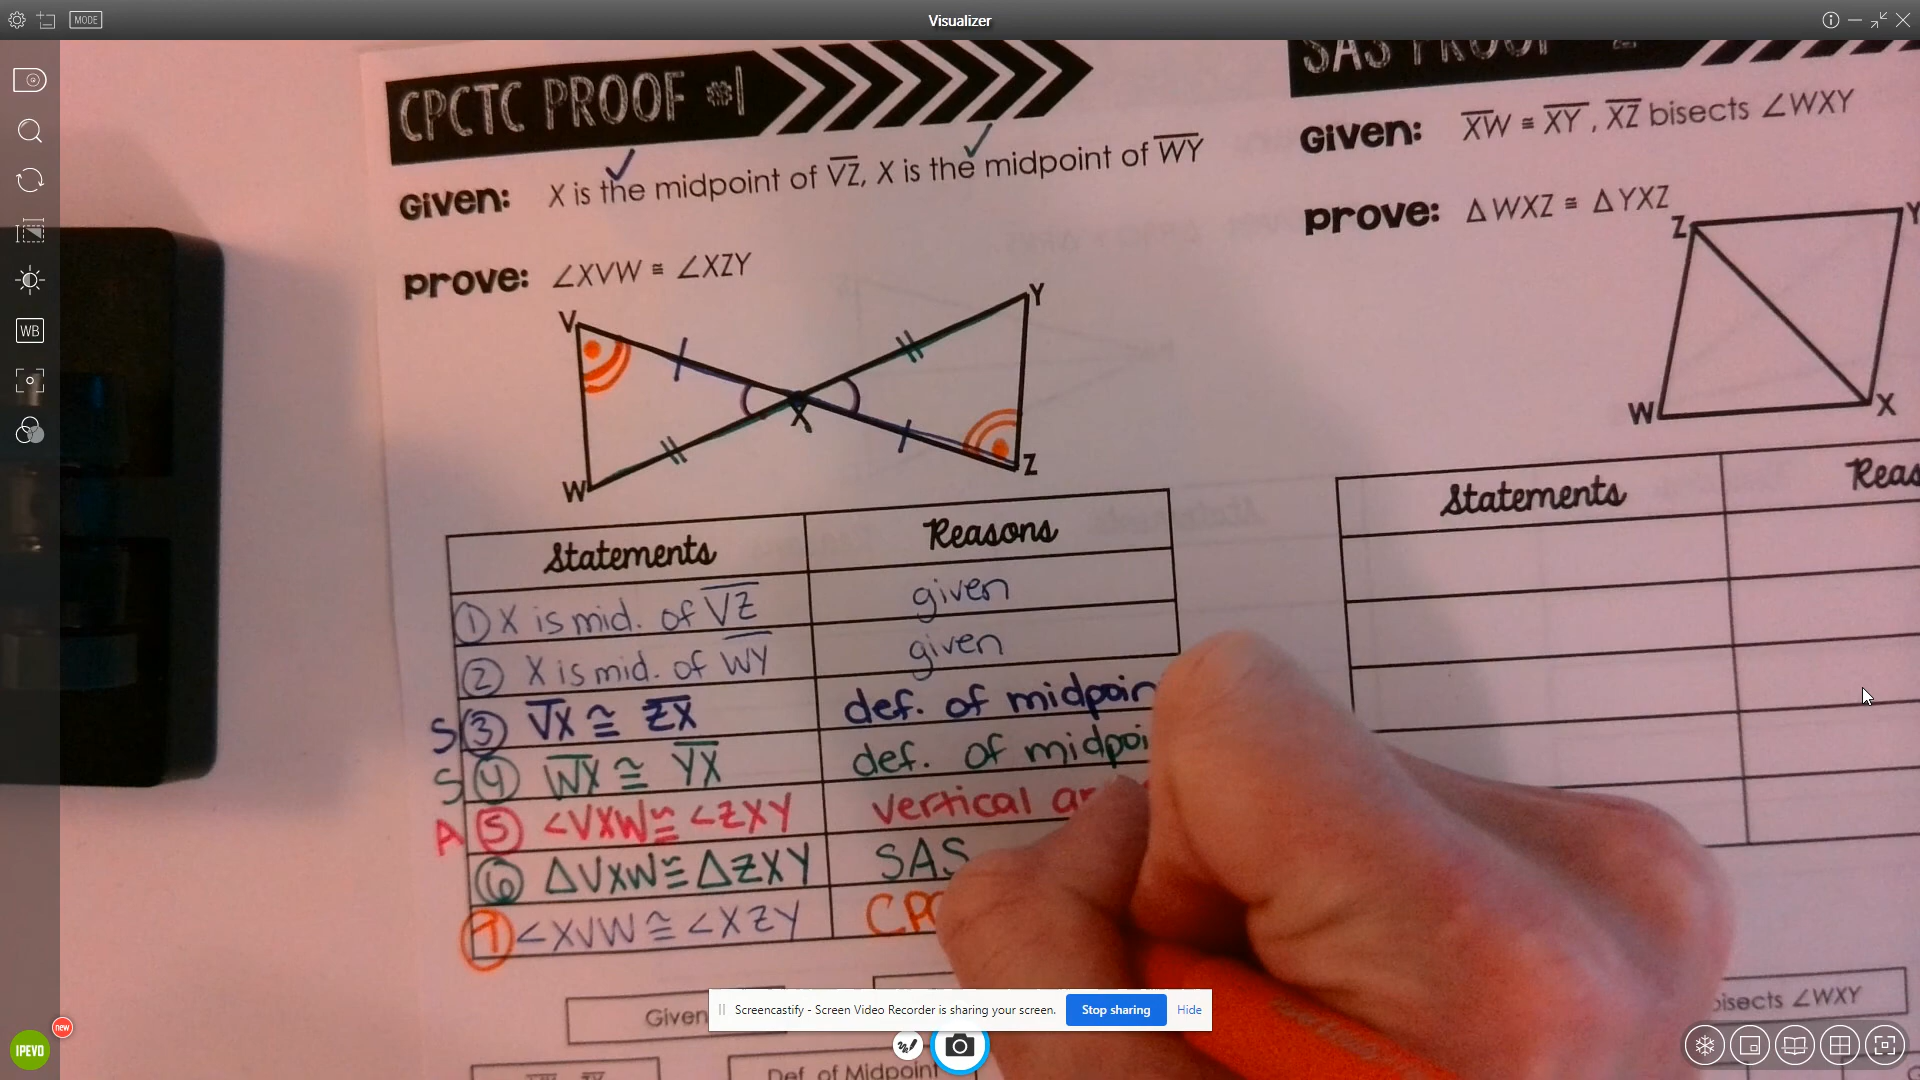 MODE
Visualizer
CPCTC PROOF #1
Given: X is the midpoint of VZ, X is the midpoint of WY
prove: ∠XVW ≅ ∠XZY
V
Y
X
W
Z
Statements Reasons
① X is mid. of VZ given
② X is mid. of WY given
S ③ VX ≅ ZX def. of
S ④ WX ≅ YX def. of
A ⑤ ∠VXW ≅ ∠ZXY vertical
⑥ ΔVXW ≅ ΔZXY SAS
⑦ ∠XVW ≅ ∠XZY
SAS PROOF
Given: XW ≅ XY, XZ bisects ∠WXY
prove: ΔWXZ ≅ ΔYXZ
Z
Y
W
X
Statements
Given
Def. of Midpoint
bisects ∠WXY
WB
Screencastify - Screen Video Recorder is sharing your screen. Stop sharing Hide
new
IPEVO